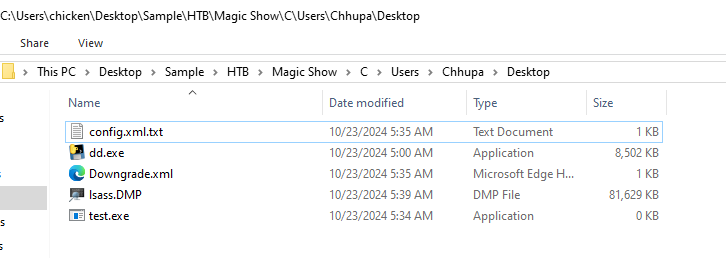 C:\Users\chicken\Desktop\Sample\HTB\Magic Show\C\Users\Chhupa\Desktop
Share View
This PC > Desktop > Sample > HTB > Magic Show > C > Users > Chhupa > Desktop
Name Date modified Type Size
config.xml.txt 10/23/2024 5:35 AM Text Document 1 KB
dd.exe 10/23/2024 5:00 AM Application 8,502 KB
Downgrade.xml 10/23/2024 5:35 AM Microsoft Edge H... 1 KB
lsass.DMP 10/23/2024 5:39 AM DMP File 81,629 KB
test.exe 10/23/2024 5:34 AM Application 0 KB